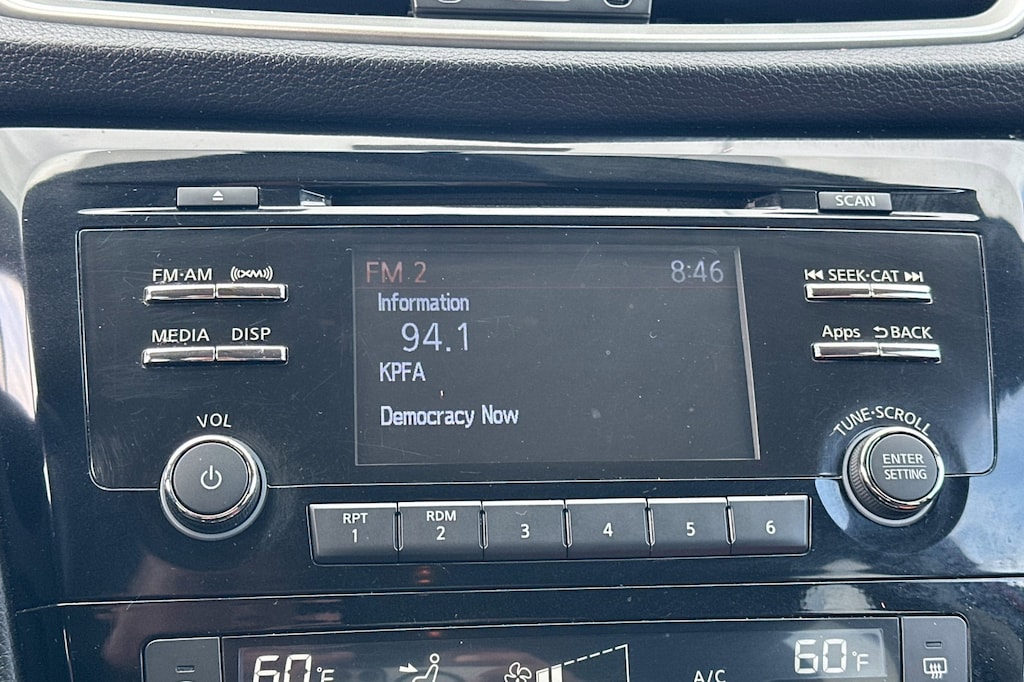 SCAN
FM·AM ((XM)) FM 2 8:46 SEEK·CAT
Information
94.1
MEDIA DISP Apps BACK
KPFA
Democracy Now
VOL TUNE·SCROLL
ENTER
SETTING
RPT RDM
1 2 3 4 5 6
60°F A/C 60°F